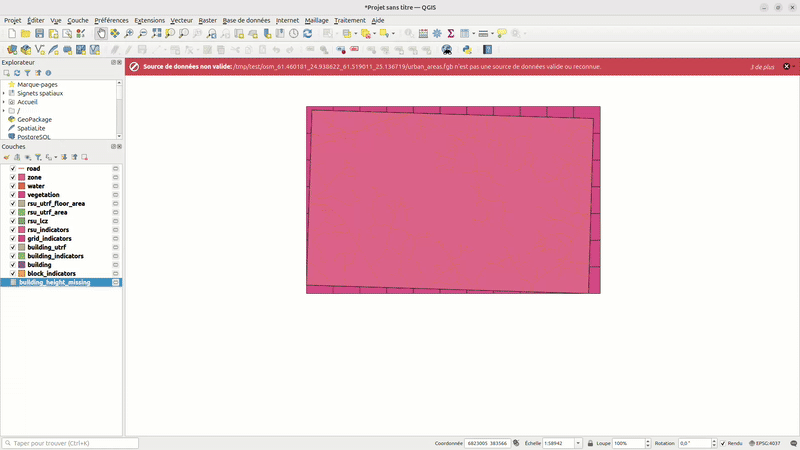 *Projet sans titre — QGIS
Projet Éditer Vue Couche Préférences Extensions Vecteur Raster Base de données Internet Maillage Traitement Aide
Explorateur
Source de données non valide: /tmp/test/osm_61.460181_24.938622_61.519011_25.136719/urban_areas.fgb n'est pas une source de données valide ou reconnue.
3 de plus
Marque-pages
Signets spatiaux
Accueil
/
GeoPackage
SpatiaLite
PostgreSQL
Couches
road
zone
water
vegetation
rsu_utrf_floor_area
rsu_utrf_area
rsu_lcz
rsu_indicators
grid_indicators
building_utrf
building_indicators
building
block_indicators
building_height_missing
Taper pour trouver (Ctrl+K)
Coordonnée 6823005 383566 Échelle 1:58942 Loupe 100% Rotation: 0,0 ° Rendu EPSG:4037